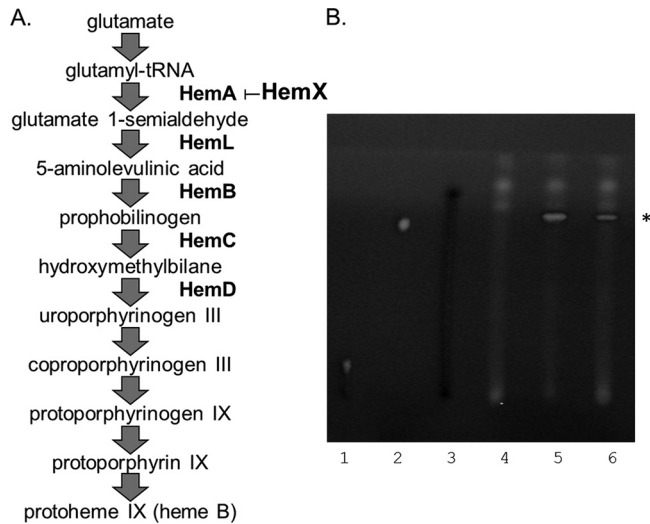 A.
glutamate
glutamyl-tRNA
HemA ⊢HemX
glutamate 1-semialdehyde
HemL
5-aminolevulinic acid
HemB
prophobilinogen
HemC
hydroxymethylbilane
HemD
uroporphyrinogen III
coproporphyrinogen III
protoporphyrinogen IX
protoporphyrin IX
protoheme IX (heme B)
B.
*
1 2 3 4 5 6